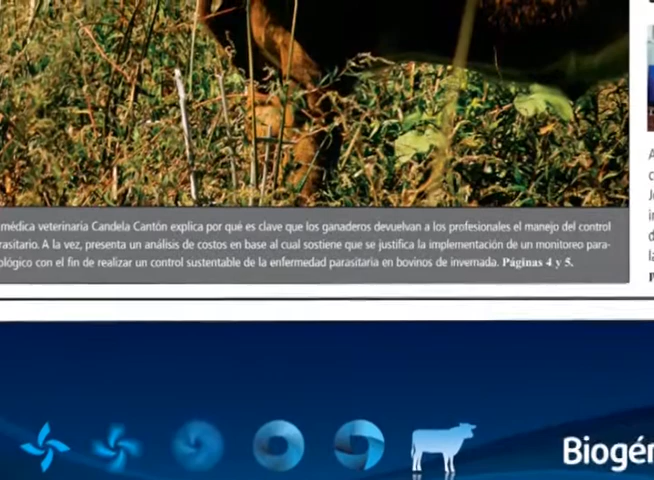 médica veterinaria Candela Cantón explica por qué es clave que los ganaderos devuelvan a los profesionales el manejo del control
rasitario. A la vez, presenta un análisis de costos en base al cual sostiene que se justifica la implementación de un monitoreo para-
ológico con el fin de realizar un control sustentable de la enfermedad parasitaria en bovinos de invernada. Páginas 4 y 5.
Biogén